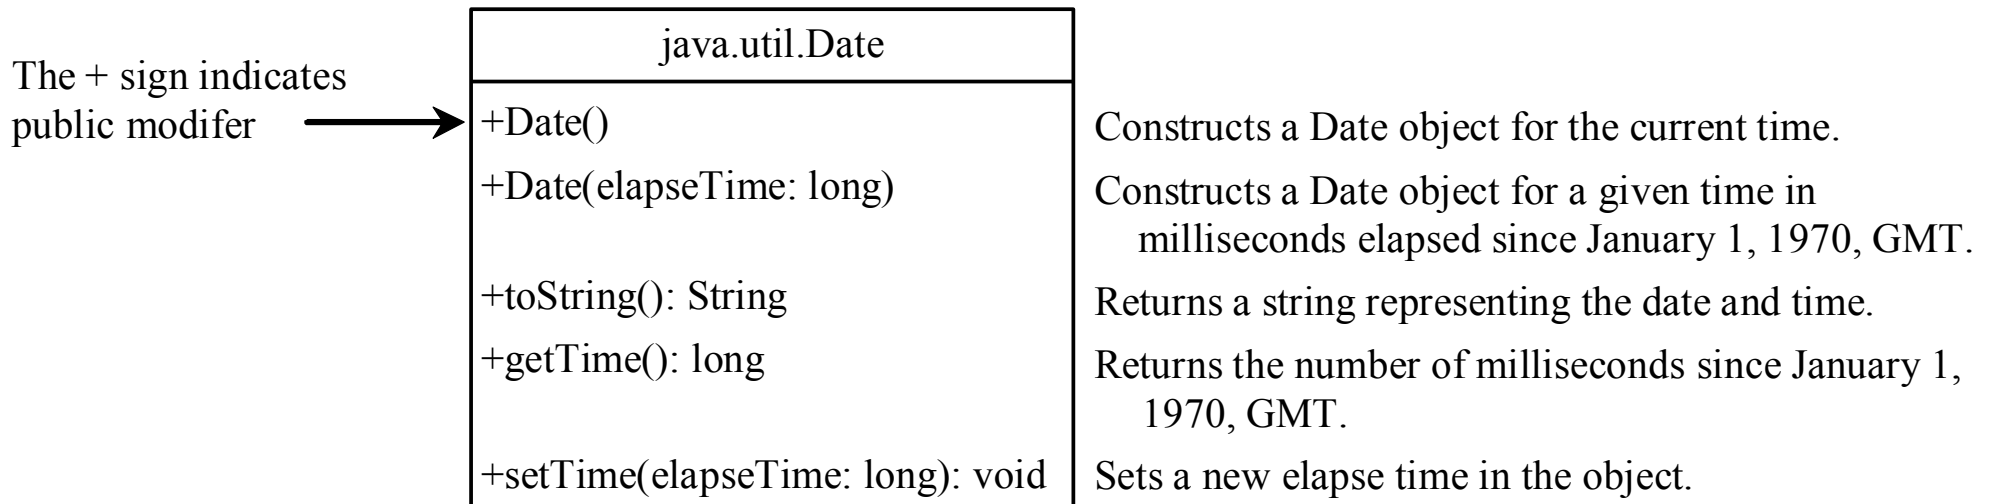 java.util.Date
The + sign indicates
public modifer
+Date()
Constructs a Date object for the current time.
+Date(elapseTime: long)
Constructs a Date object for a given time in
milliseconds elapsed since January 1, 1970, GMT.
+toString(): String
Returns a string representing the date and time.
+getTime(): long
Returns the number of milliseconds since January 1,
1970, GMT.
+setTime(elapseTime: long): void
Sets a new elapse time in the object.